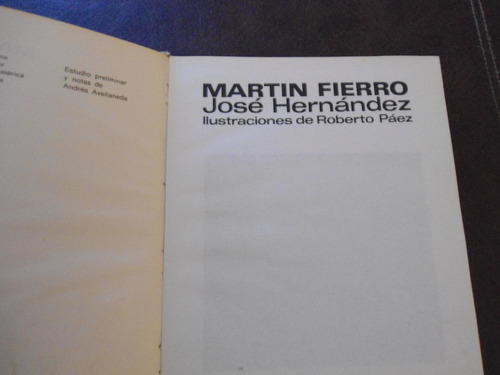 Estudio preliminar
y notas de
Andrés Avellaneda
MARTIN FIERRO
José Hernández
Ilustraciones de Roberto Páez